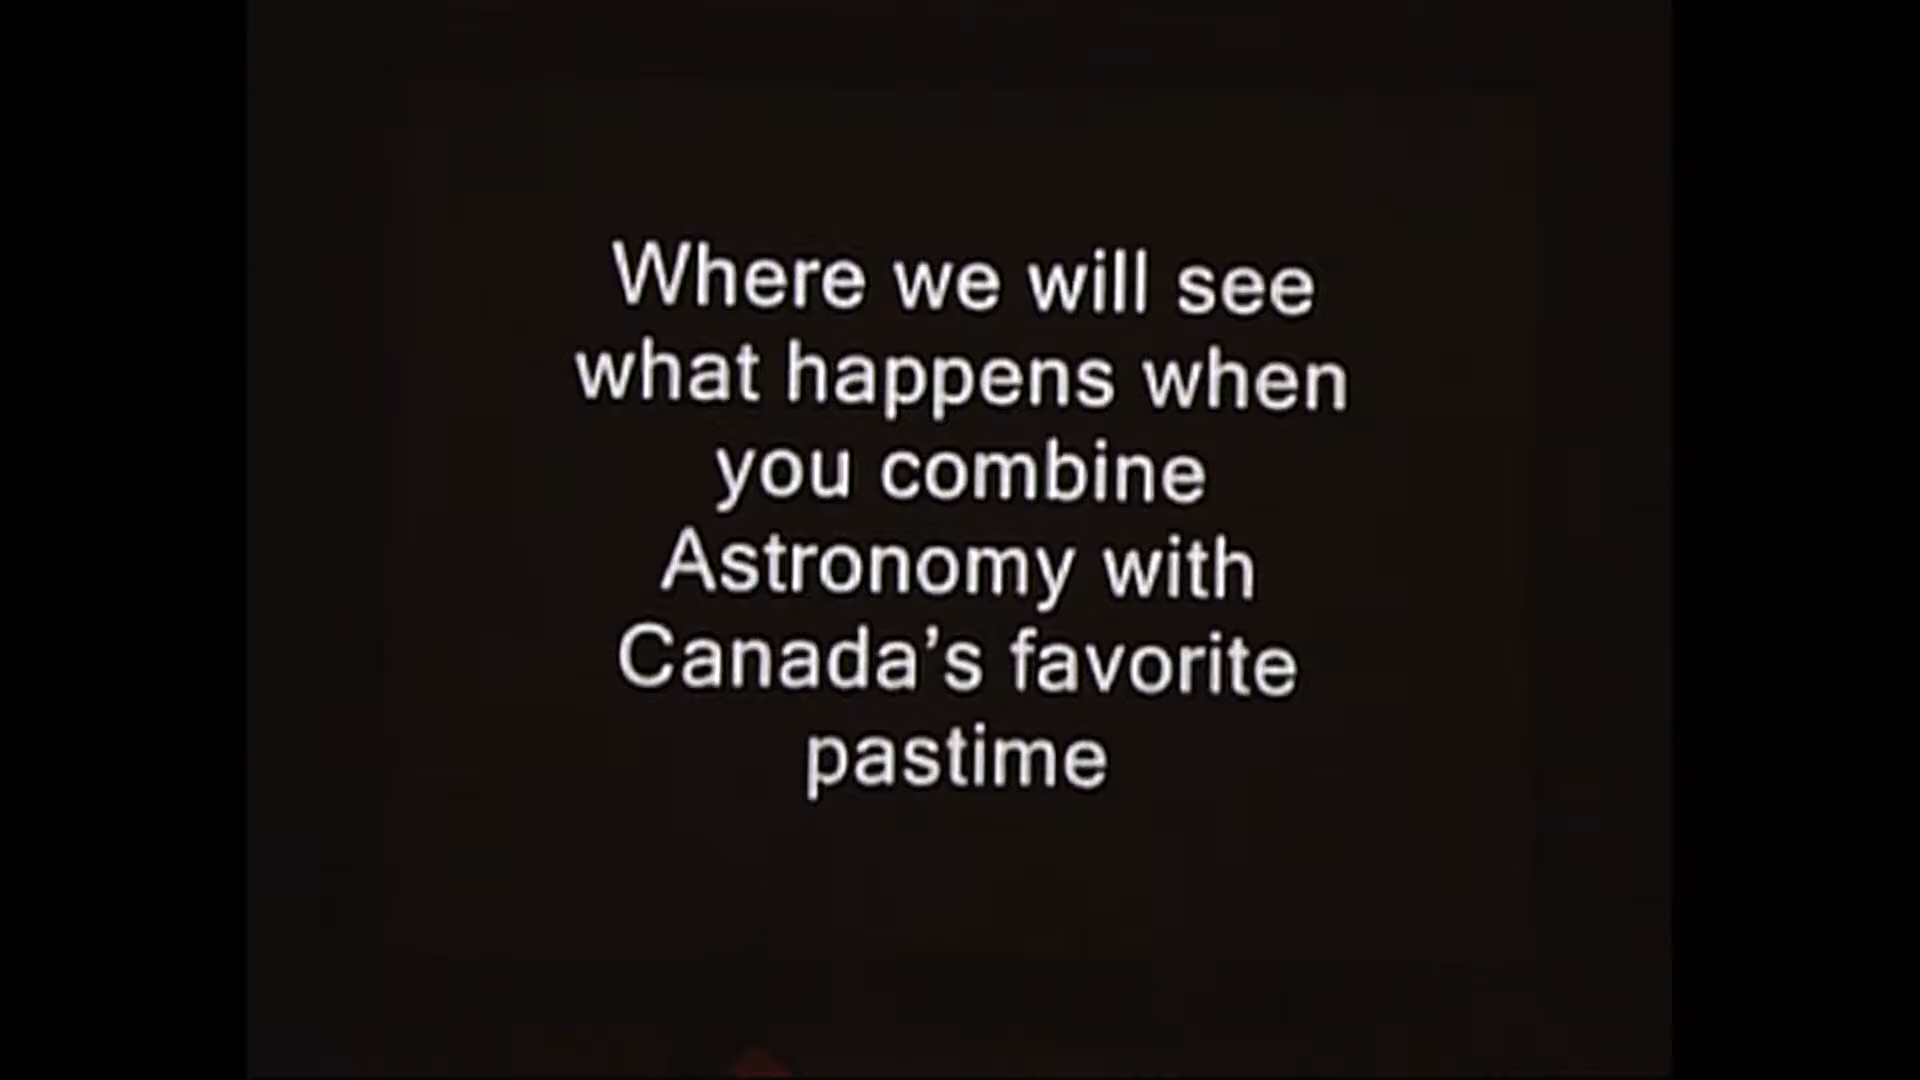 Where we will see
what happens when
you combine
Astronomy with
Canada’s favorite
pastime